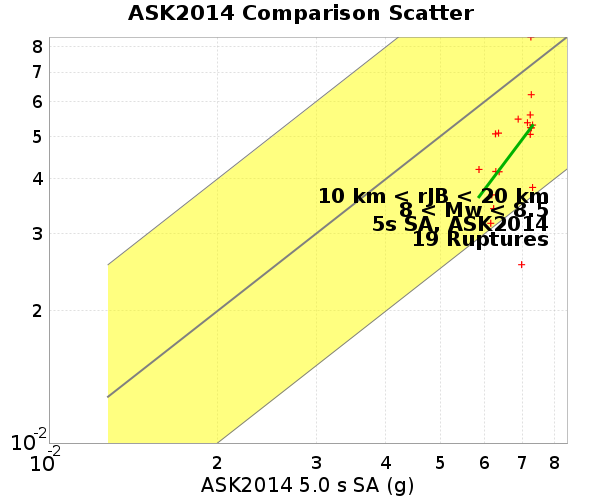 ASK2014 Comparison Scatter
8
7
6
5
4
3
2
10-2
10 km < rJB < 20 km
8 < Mw < 8.5
5s SA, ASK2014
19 Ruptures
10-2 2 3 4 5 6 7 8
ASK2014 5.0 s SA (g)